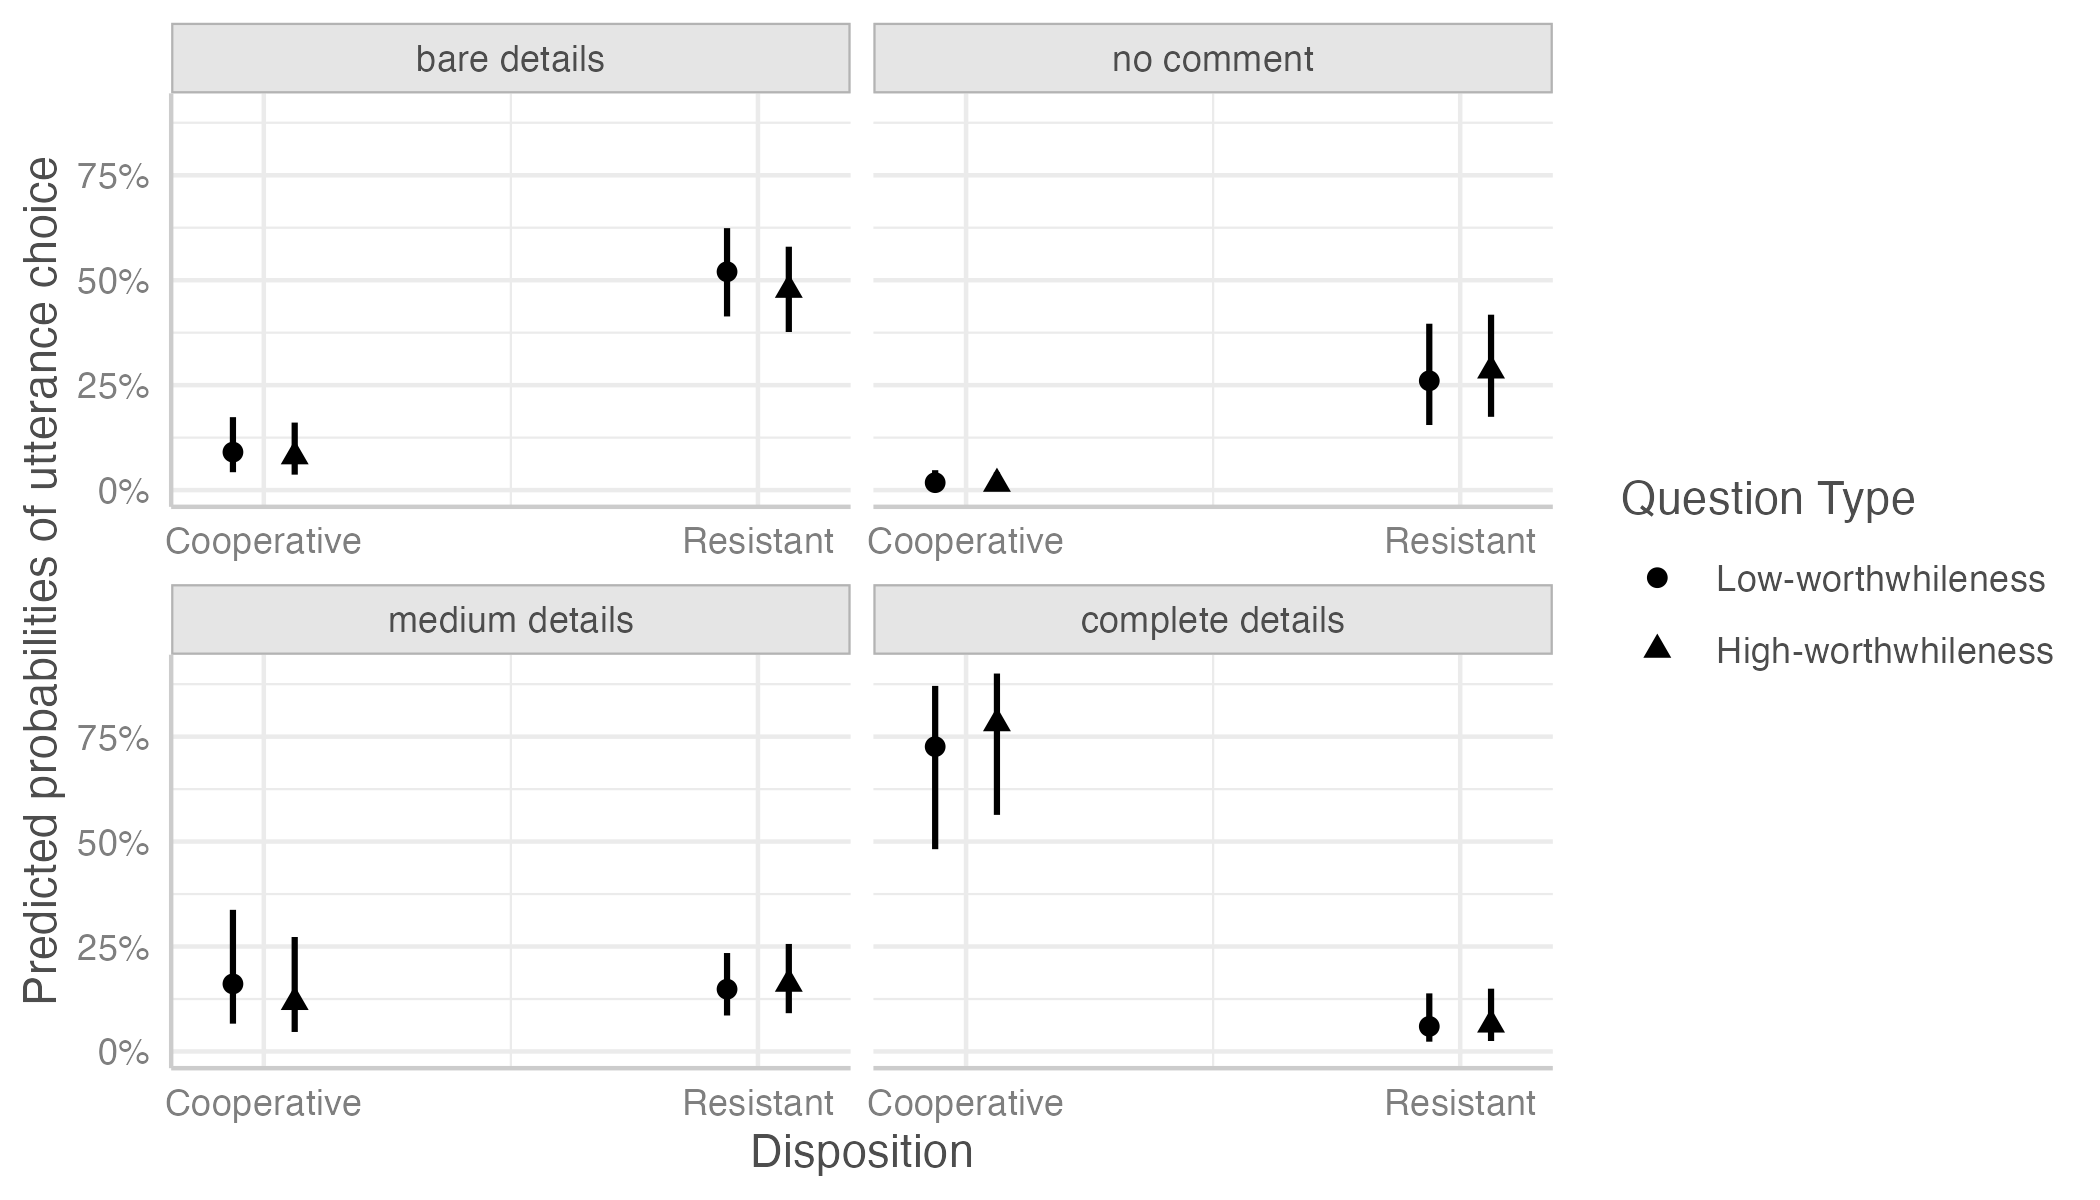 bare details
no comment
75%
50%
25%
0%
Cooperative
Resistant
Cooperative
Resistant
medium details
complete details
75%
50%
25%
0%
Cooperative
Resistant
Cooperative
Resistant
Disposition
Predicted probabilities of utterance choice
Question Type
Low-worthwhileness
High-worthwhileness